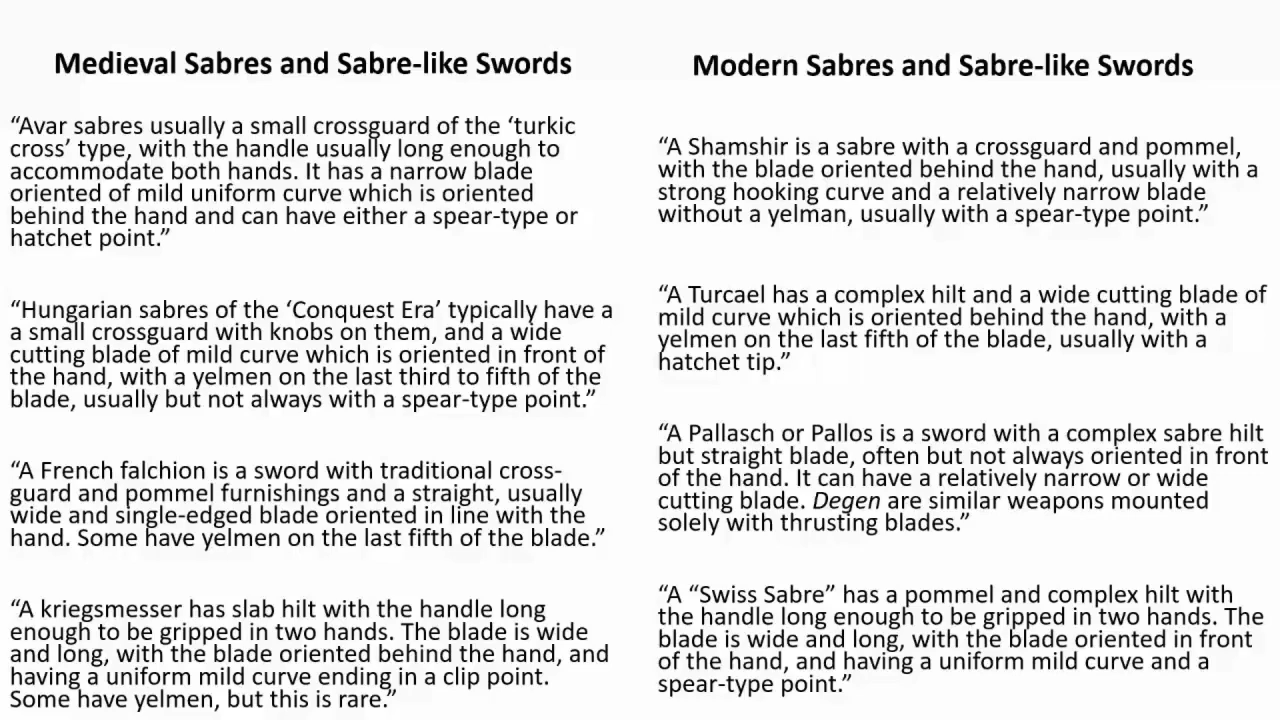 Medieval Sabres and Sabre-like Swords
“Avar sabres usually a small crossguard of the ‘turkic
cross’ type, with the handle usually long enough to
accommodate both hands. It has a narrow blade
oriented of mild uniform curve which is oriented
behind the hand and can have either a spear-type or
hatchet point.”
“Hungarian sabres of the ‘Conquest Era’ typically have a
a small crossguard with knobs on them, and a wide
cutting blade of mild curve which is oriented in front of
the hand, with a yelmen on the last third to fifth of the
blade, usually but not always with a spear-type point.”
“A French falchion is a sword with traditional cross-
guard and pommel furnishings and a straight, usually
wide and single-edged blade oriented in line with the
hand. Some have yelmen on the last fifth of the blade.”
“A kriegsmesser has slab hilt with the handle long
enough to be gripped in two hands. The blade is wide
and long, with the blade oriented behind the hand, and
having a uniform mild curve ending in a clip point.
Some have yelmen, but this is rare.”
Modern Sabres and Sabre-like Swords
“A Shamshir is a sabre with a crossguard and pommel,
with the blade oriented behind the hand, usually with a
strong hooking curve and a relatively narrow blade
without a yelman, usually with a spear-type point.”
“A Turcael has a complex hilt and a wide cutting blade of
mild curve which is oriented behind the hand, with a
yelmen on the last fifth of the blade, usually with a
hatchet tip.”
“A Pallasch or Pallos is a sword with a complex sabre hilt
but straight blade, often but not always oriented in front
of the hand. It can have a relatively narrow or wide
cutting blade. Degen are similar weapons mounted
solely with thrusting blades.”
“A “Swiss Sabre” has a pommel and complex hilt with
the handle long enough to be gripped in two hands. The
blade is wide and long, with the blade oriented in front
of the hand, and having a uniform mild curve and a
spear-type point.”